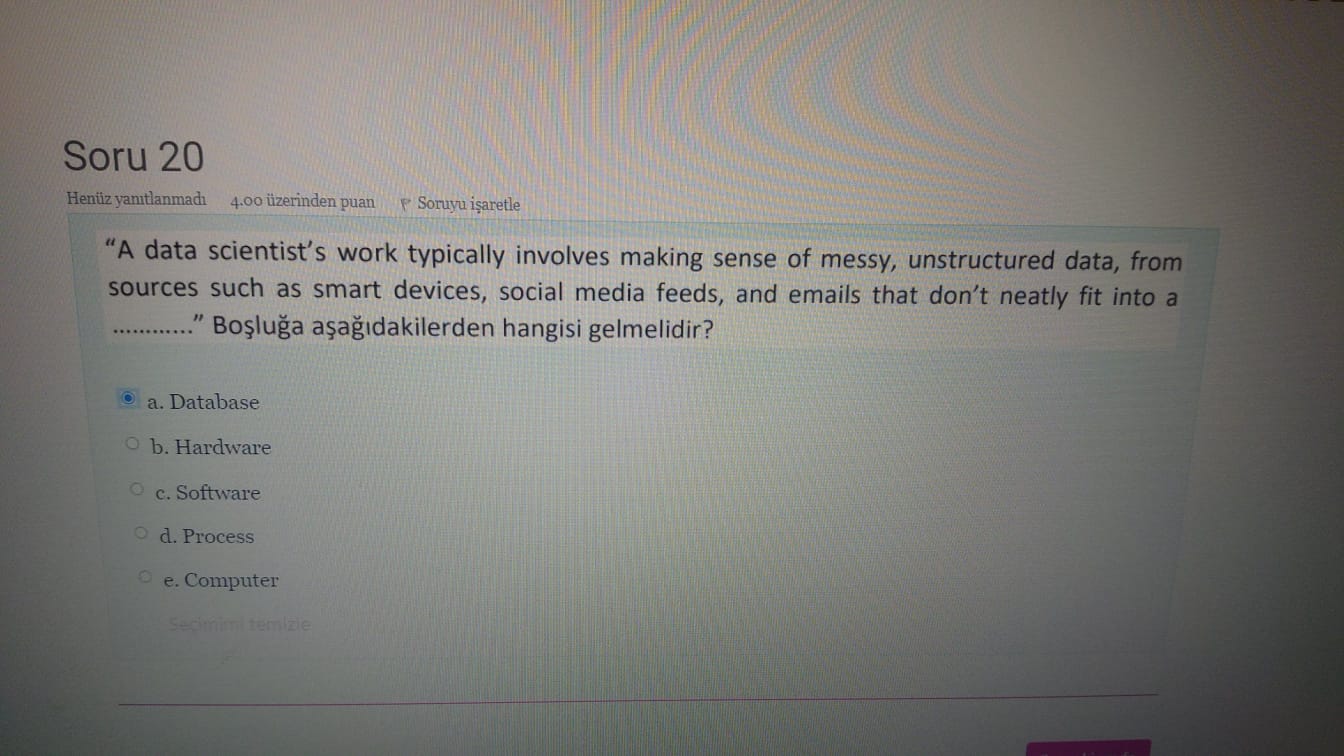 Soru 20
Henüz yanıtlanmadı 4.00 üzerinden puan Soruyu işaretle
“A data scientist’s work typically involves making sense of messy, unstructured data, from
sources such as smart devices, social media feeds, and emails that don’t neatly fit into a
............” Boşluğa aşağıdakilerden hangisi gelmelidir?
a. Database
b. Hardware
c. Software
d. Process
e. Computer
Seçimimi temizle